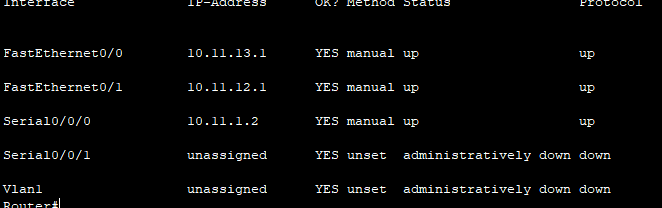 Interface IP-Address OK? Method Status Protocol
FastEthernet0/0 10.11.13.1 YES manual up up
FastEthernet0/1 10.11.12.1 YES manual up up
Serial0/0/0 10.11.1.2 YES manual up up
Serial0/0/1 unassigned YES unset administratively down down
Vlan1 unassigned YES unset administratively down down
Router#